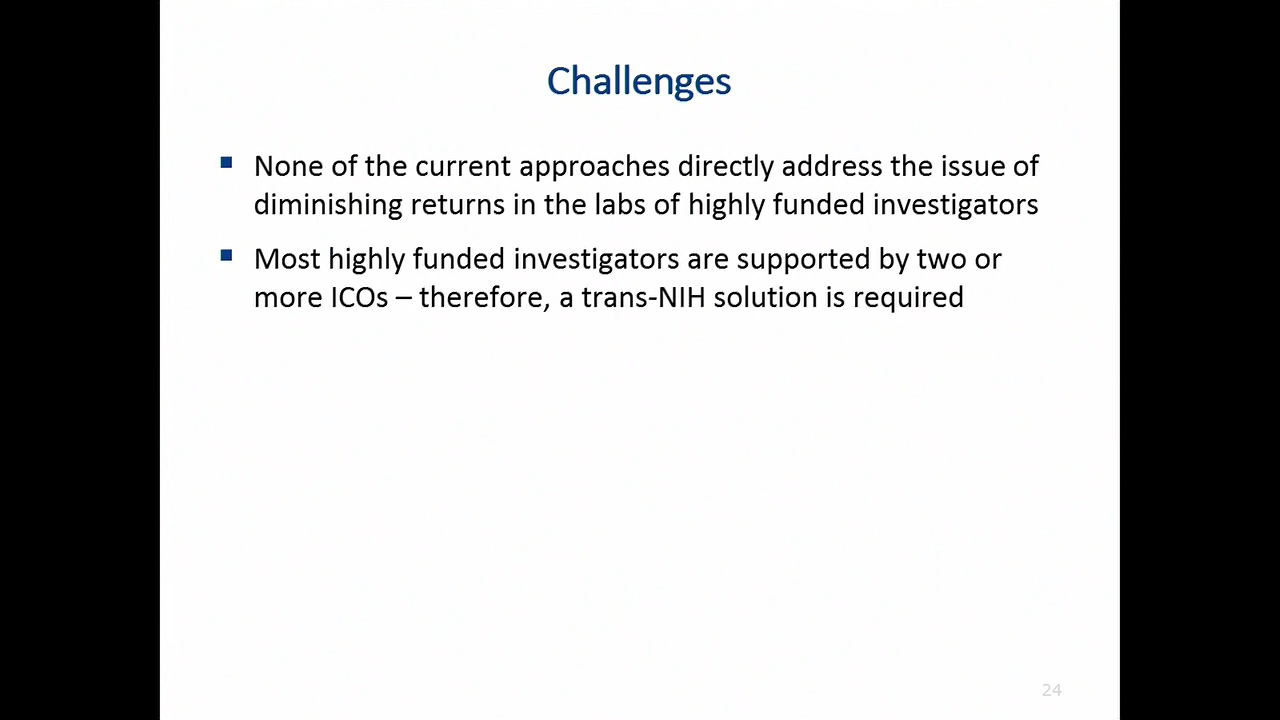 Challenges
None of the current approaches directly address the issue of
diminishing returns in the labs of highly funded investigators
Most highly funded investigators are supported by two or
more ICOs – therefore, a trans-NIH solution is required
24